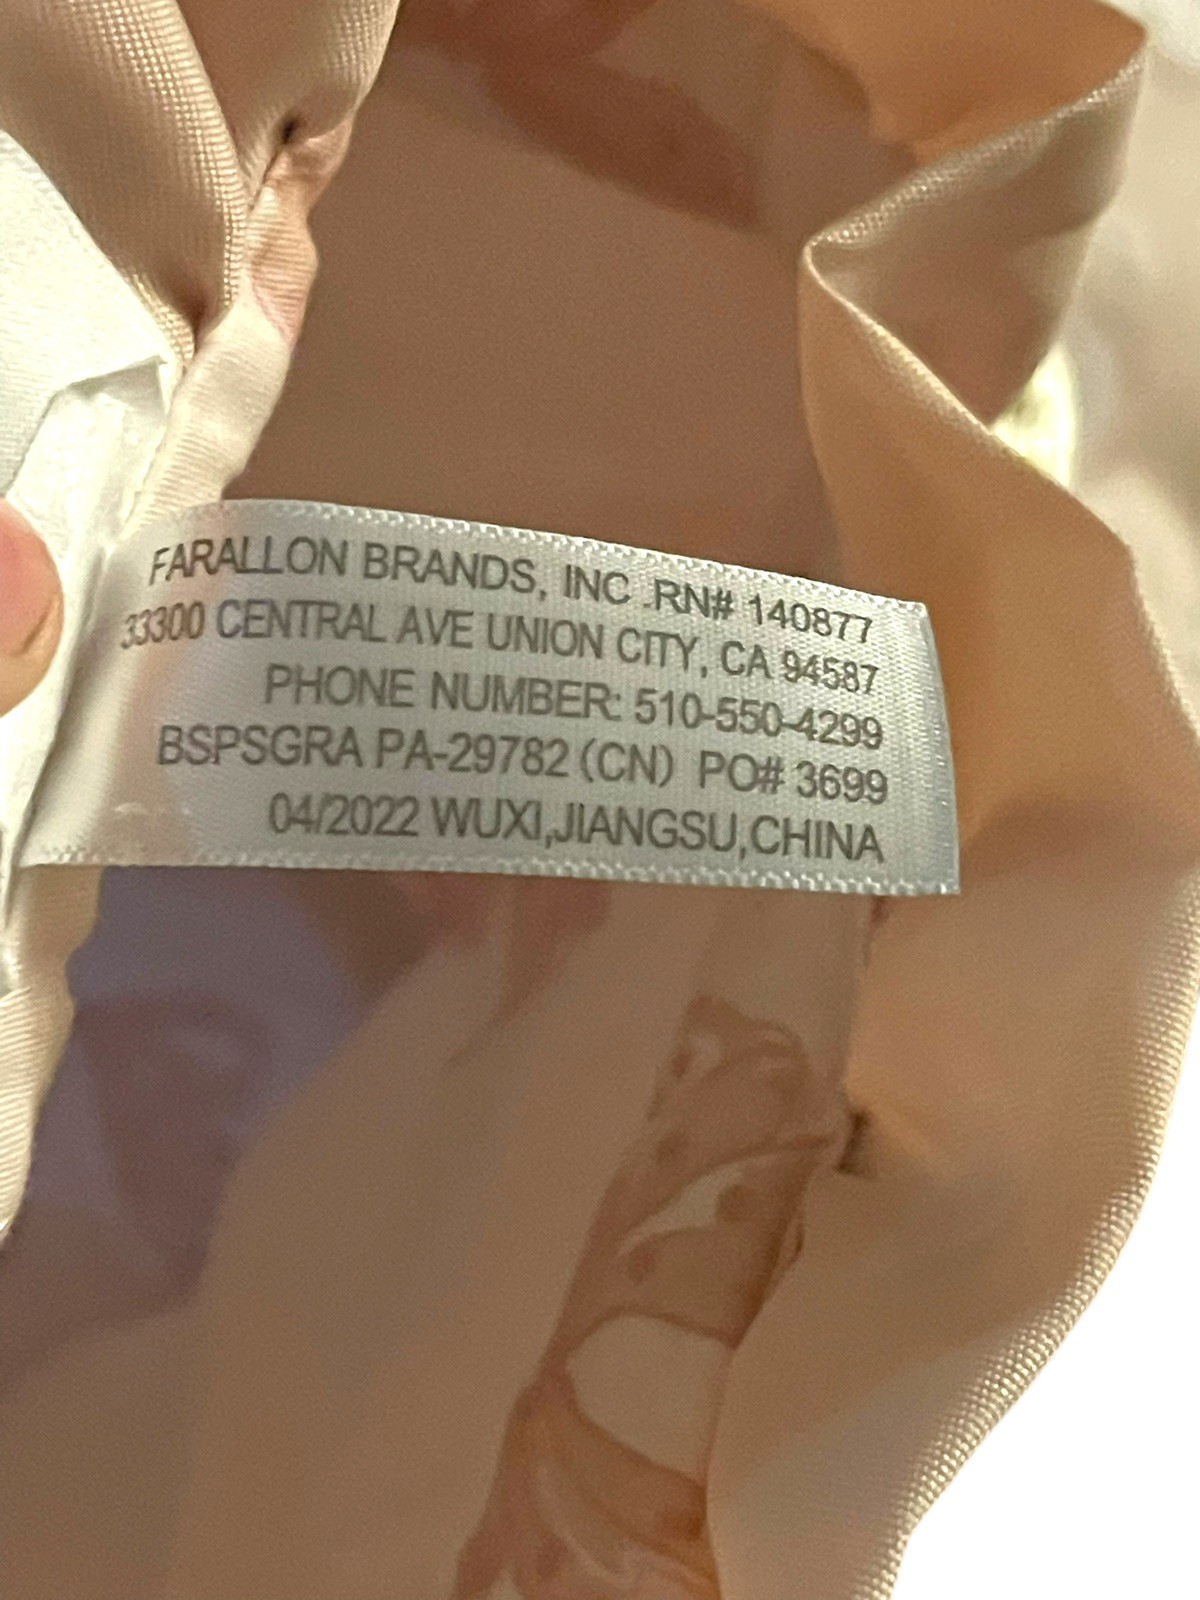 FARALLON BRANDS, INC .RN# 140877
33300 CENTRAL AVE UNION CITY, CA 94587
PHONE NUMBER: 510-550-4299
BSPSGRA PA-29782 (CN) PO# 3699
04/2022 WUXI,JIANGSU,CHINA